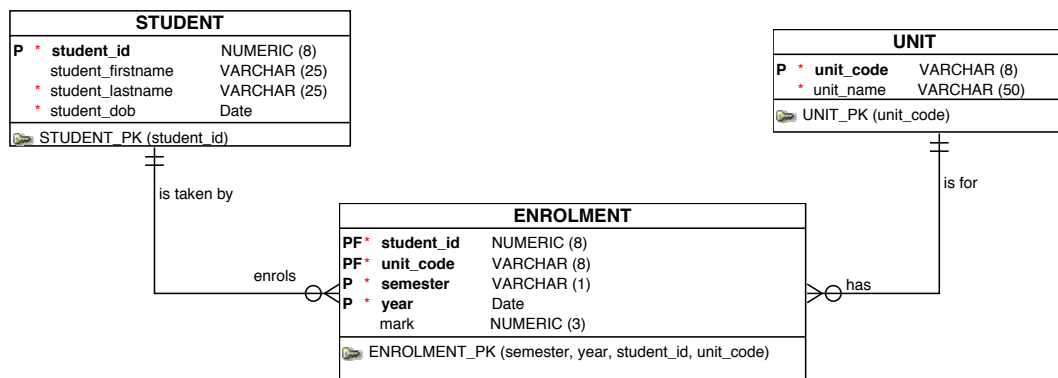 STUDENT
P * student_id NUMERIC (8)
student_firstname VARCHAR (25)
* student_lastname VARCHAR (25)
* student_dob Date
STUDENT_PK (student_id)
UNIT
P * unit_code VARCHAR (8)
* unit_name VARCHAR (50)
UNIT_PK (unit_code)
is taken by
is for
enrols
has
ENROLMENT
PF* student_id NUMERIC (8)
PF* unit_code VARCHAR (8)
P * semester VARCHAR (1)
P * year Date
mark NUMERIC (3)
ENROLMENT_PK (semester, year, student_id, unit_code)